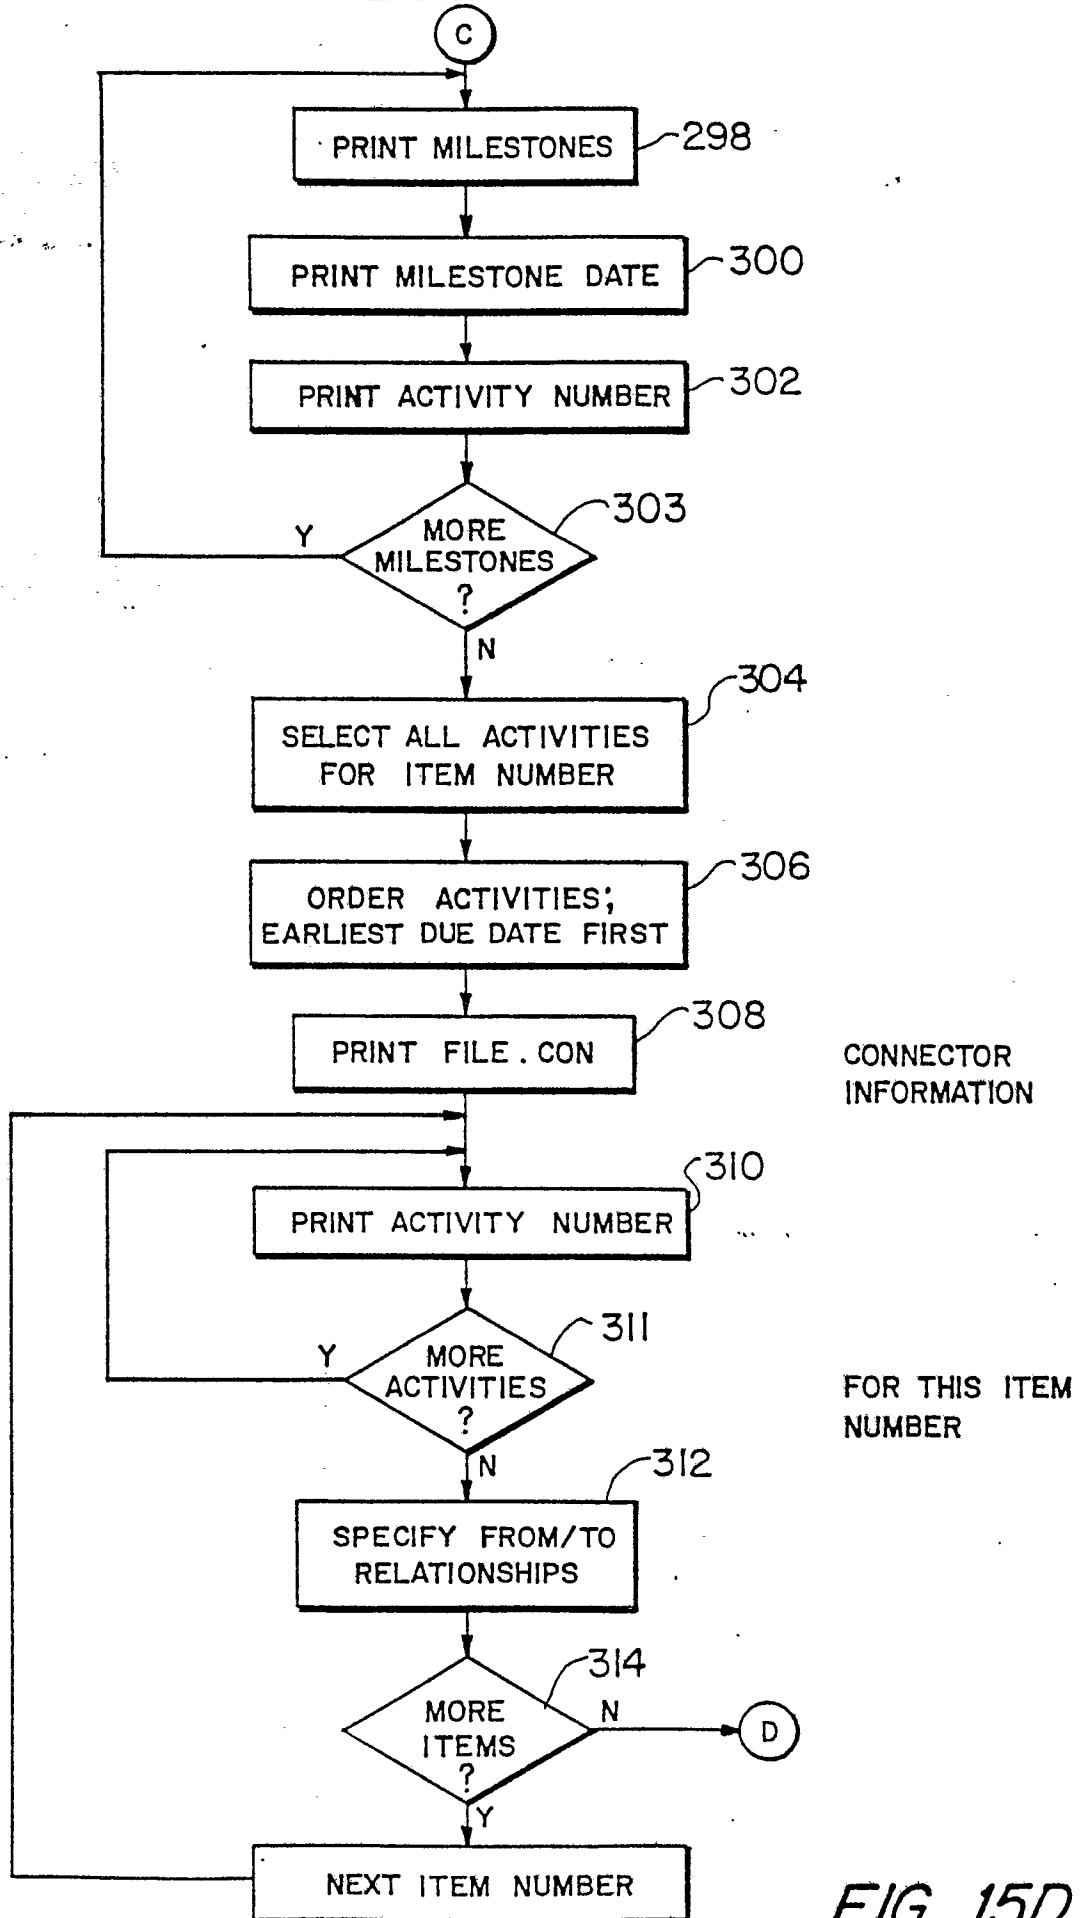 C
PRINT MILESTONES
298
PRINT MILESTONE DATE
300
PRINT ACTIVITY NUMBER
302
303
MORE
MILESTONES
?
Y
N
304
SELECT ALL ACTIVITIES
FOR ITEM NUMBER
306
ORDER ACTIVITIES;
EARLIEST DUE DATE FIRST
308
PRINT FILE.CON
CONNECTOR
INFORMATION
310
PRINT ACTIVITY NUMBER
311
Y
MORE
ACTIVITIES
?
FOR THIS ITEM
NUMBER
N
312
SPECIFY FROM/TO
RELATIONSHIPS
314
MORE
ITEMS
?
N
D
Y
NEXT ITEM NUMBER
FIG. 15D